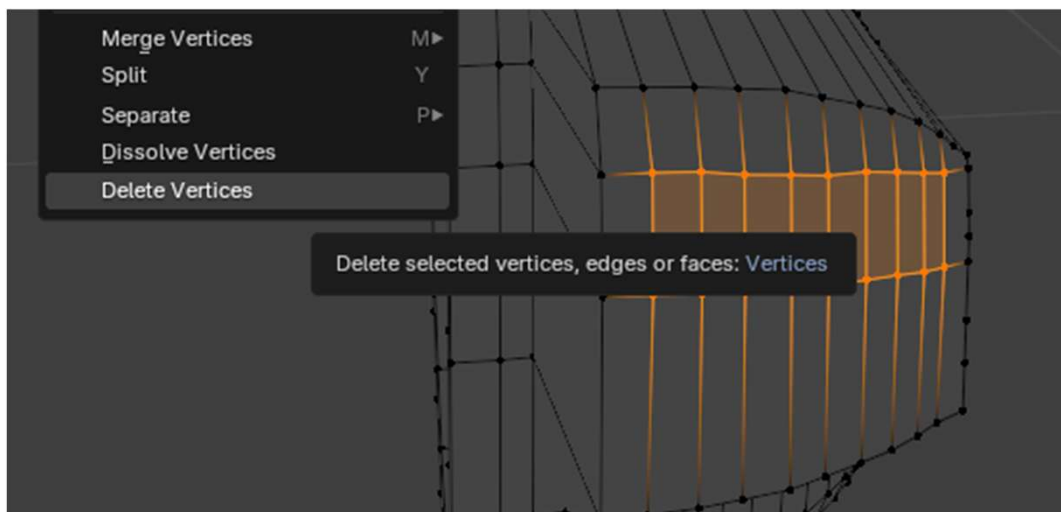 Merge Vertices M▶
Split Y
Separate P▶
Dissolve Vertices
Delete Vertices
Delete selected vertices, edges or faces: Vertices